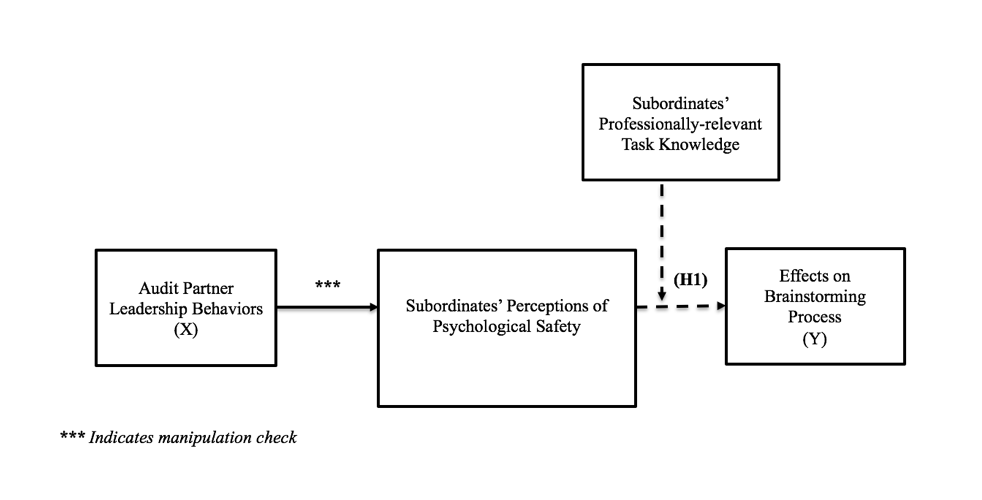 Subordinates'
Professionally-relevant
Task Knowledge
Audit Partner
Leadership Behaviors
(X)
***
Subordinates' Perceptions of
Psychological Safety
(H1)
Effects on
Brainstorming
Process
(Y)
*** Indicates manipulation check